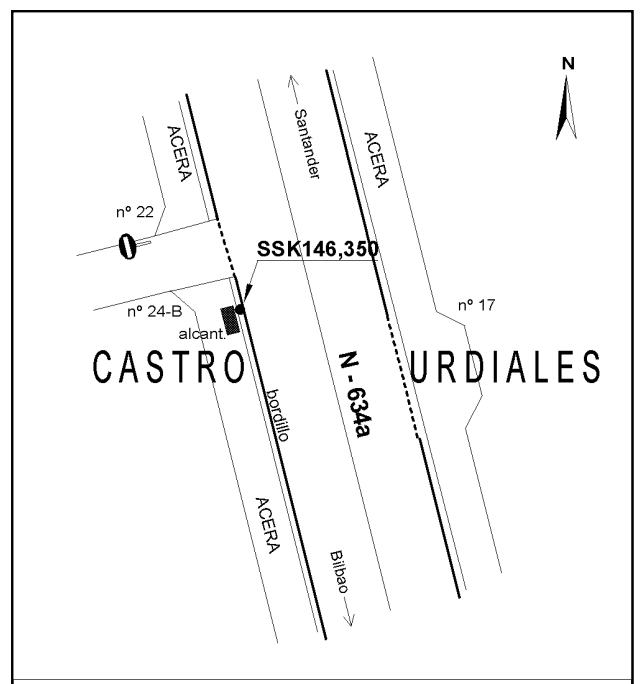 N
Santander
ACERA
ACERA
nº 22
SSK146,350
nº 24-B
nº 17
alcant.
CASTRO URDIALES
N - 634a
bordillo
ACERA
Bilbao